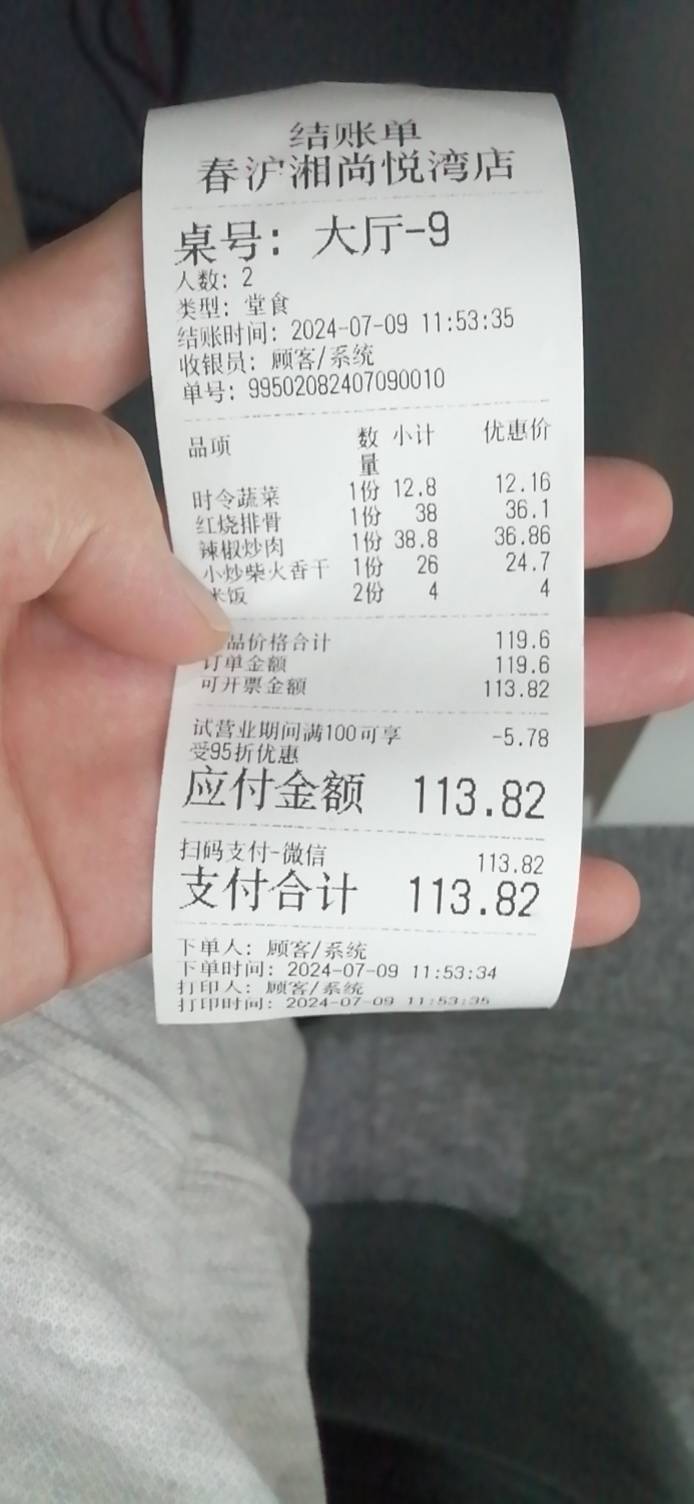 结账单
春沪湘尚悦湾店
桌号: 大厅-9
人数: 2
类型: 堂食
结账时间: 2024-07-09 11:53:35
收银员: 顾客/系统
单号: 99502082407090010
品项 数量 小计 优惠价
时令蔬菜 1份 12.8 12.16
红烧排骨 1份 38 36.1
辣椒炒肉 1份 38.8 36.86
小炒柴火香干 1份 26 24.7
米饭 2份 4 4
品价格合计 119.6
订单金额 119.6
可开票金额 113.82
试营业期间满100可享 -5.78
受95折优惠
应付金额 113.82
扫码支付-微信 113.82
支付合计 113.82
下单人: 顾客/系统
下单时间: 2024-07-09 11:53:34
打印人: 顾客/系统
打印时间: 2024-07-09 11:53:35